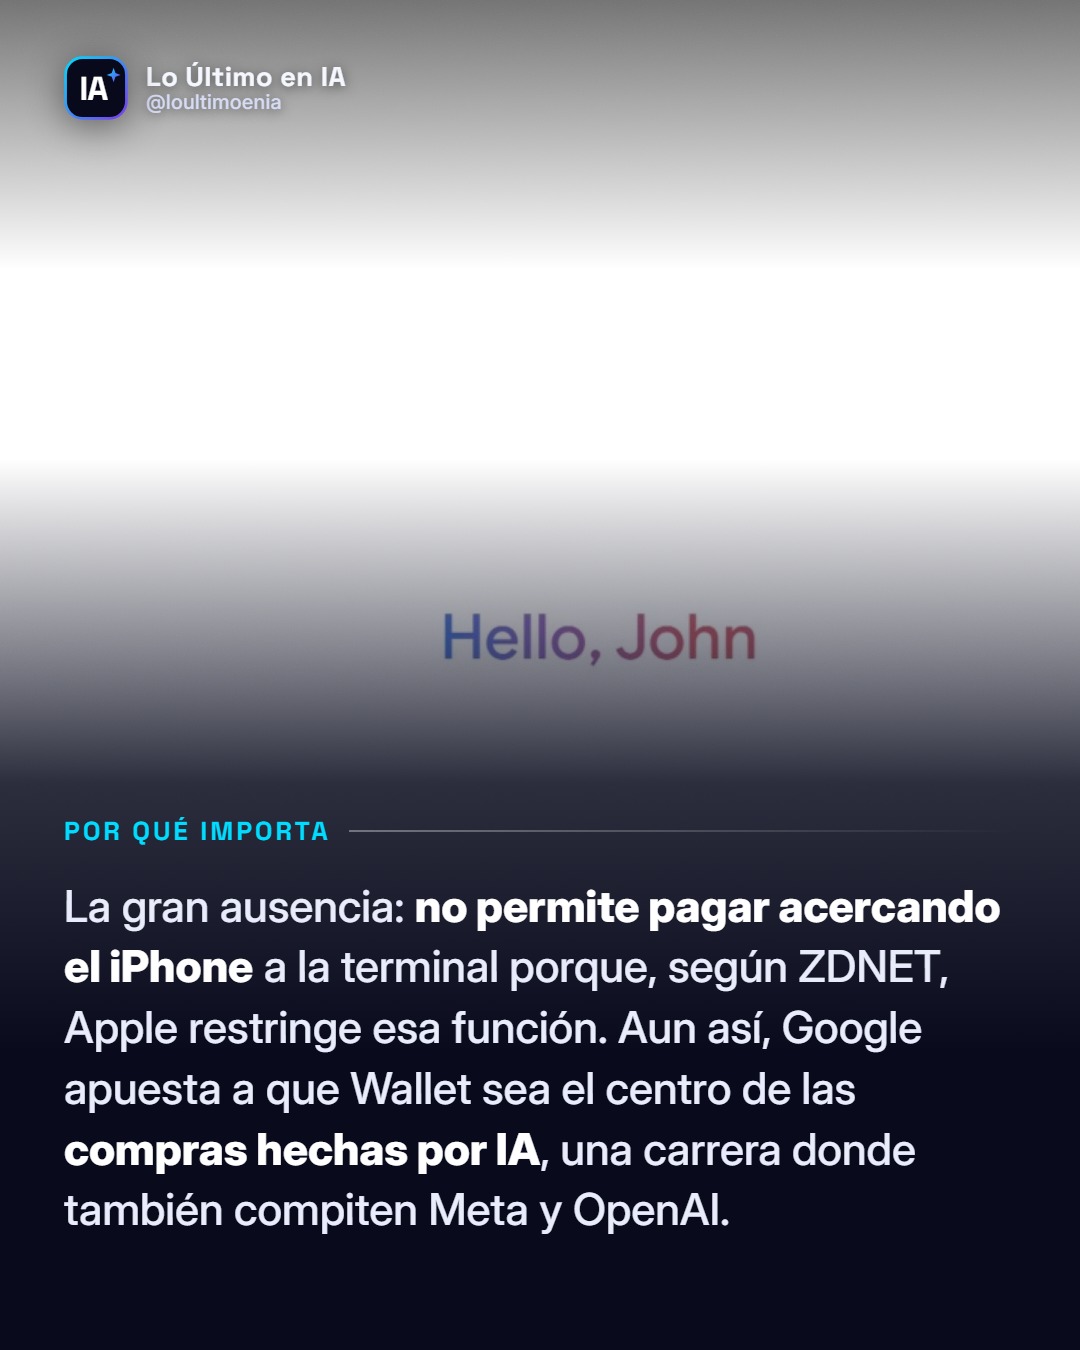 IA
Lo Último en IA
@loultimoenia
Hello, John
POR QUÉ IMPORTA
La gran ausencia: no permite pagar acercando
el iPhone a la terminal porque, según ZDNET,
Apple restringe esa función. Aun así, Google
apuesta a que Wallet sea el centro de las
compras hechas por IA, una carrera donde
también compiten Meta y OpenAI.